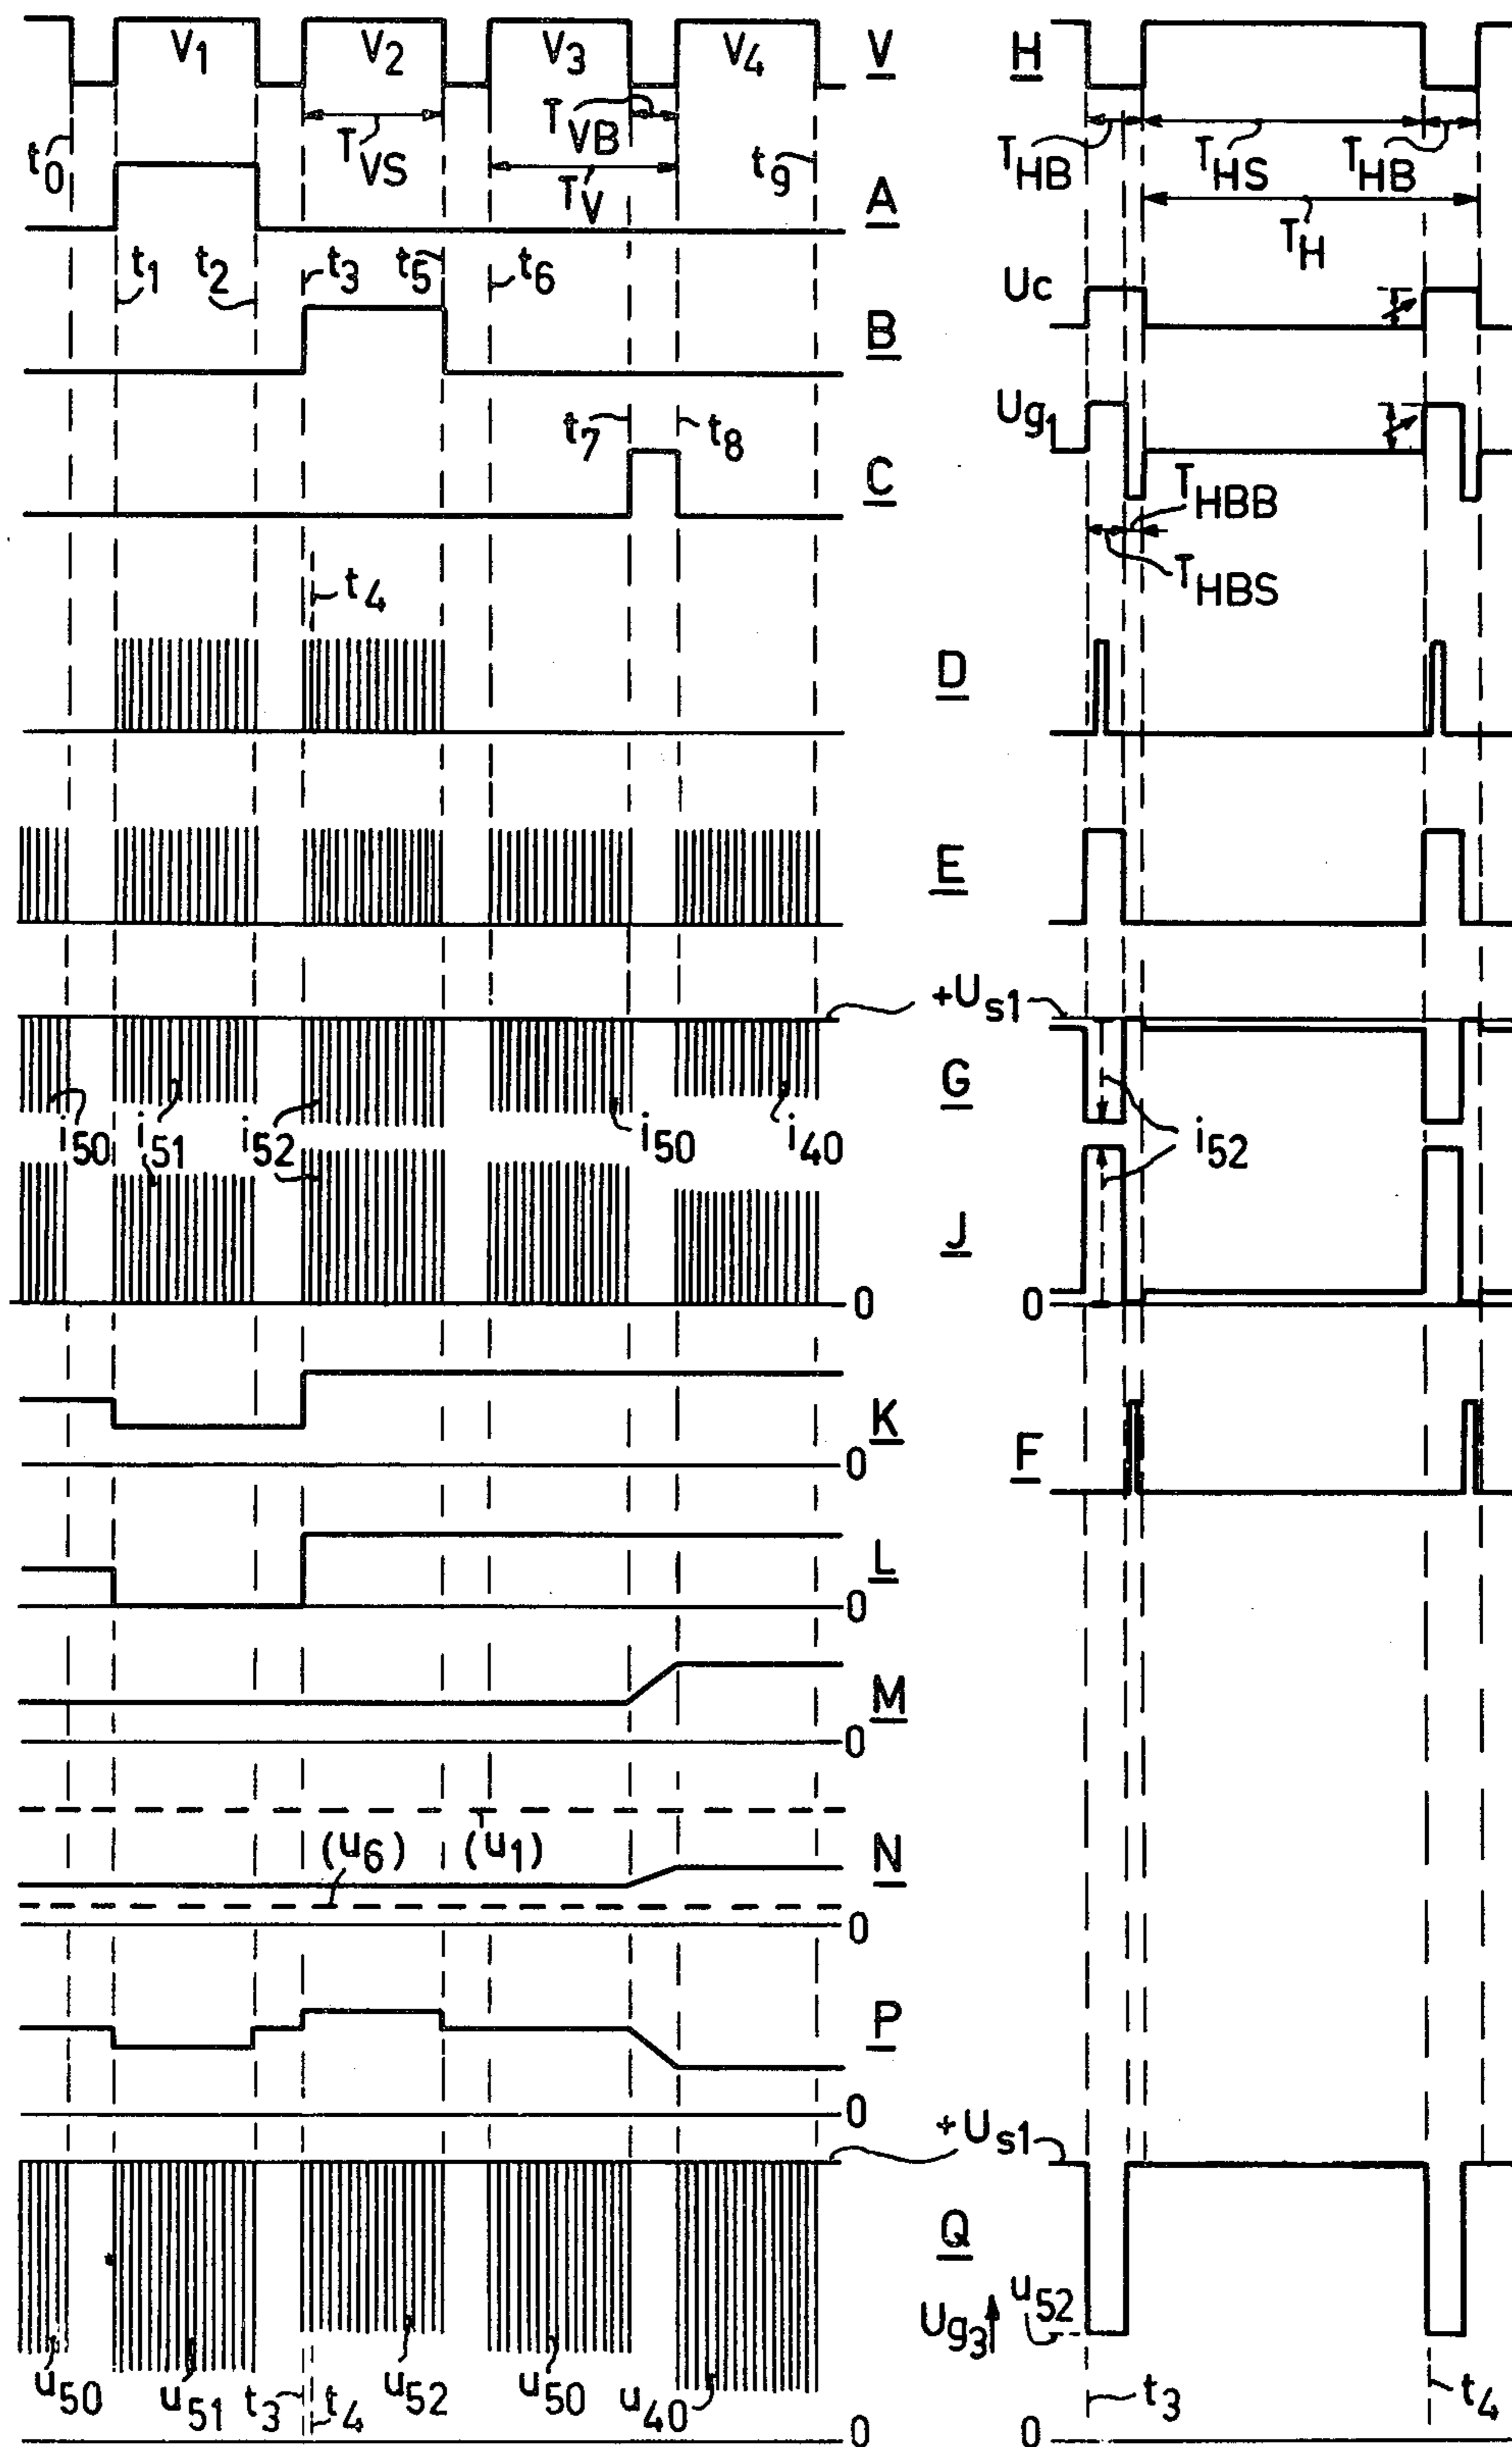 V1 V2 V3 V4 V H
t0 TVS TVB TV t9 THB THS THB
A TH
t1 t2 t3 t5 t6 Uc
B
t7 t8 Ug1
C THBB
t4 THBS
D
E
+Us1
G
i50 i51 i52 i50 i40 i52
J
0 0
K
0 F
L
0
M
0
(u6) (u1) N
0
P
0
+Us1
Q
u52
Ug3
u50 u51 t3 t4 u52 u50 u40 t3 t4
0 0